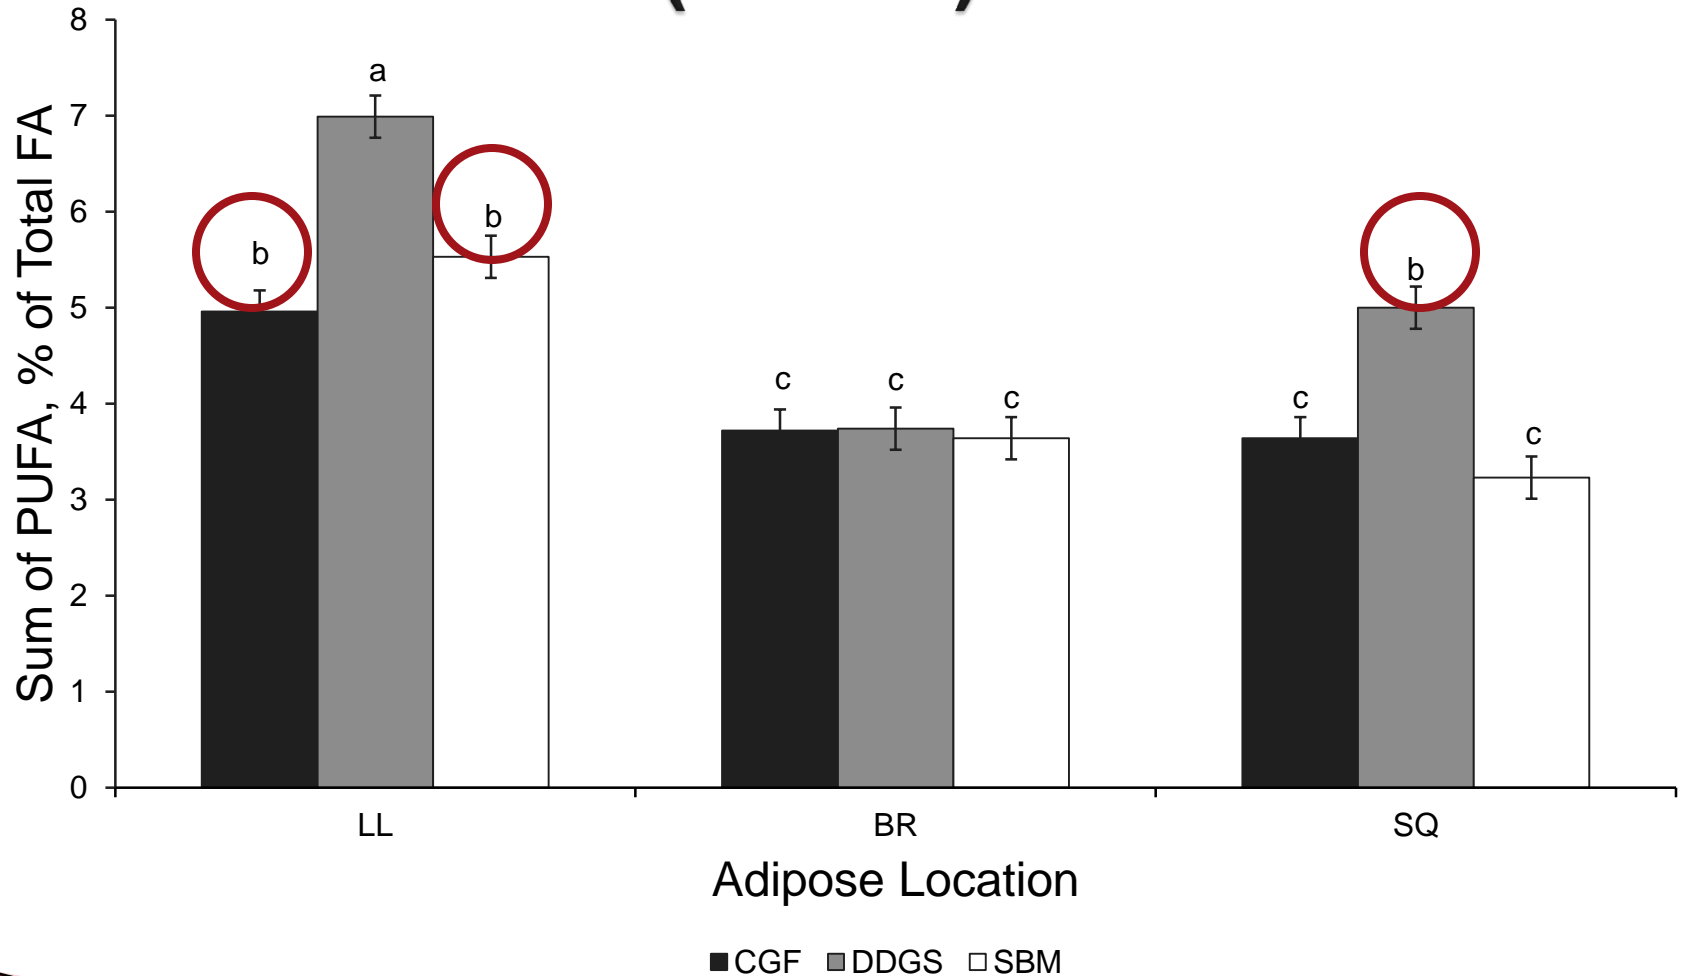 8
7
6
5
4
3
2
1
0
Sum of PUFA, % of Total FA
b
a
b
c
c
c
c
b
c
LL
BR
SQ
Adipose Location
CGF DDGS SBM